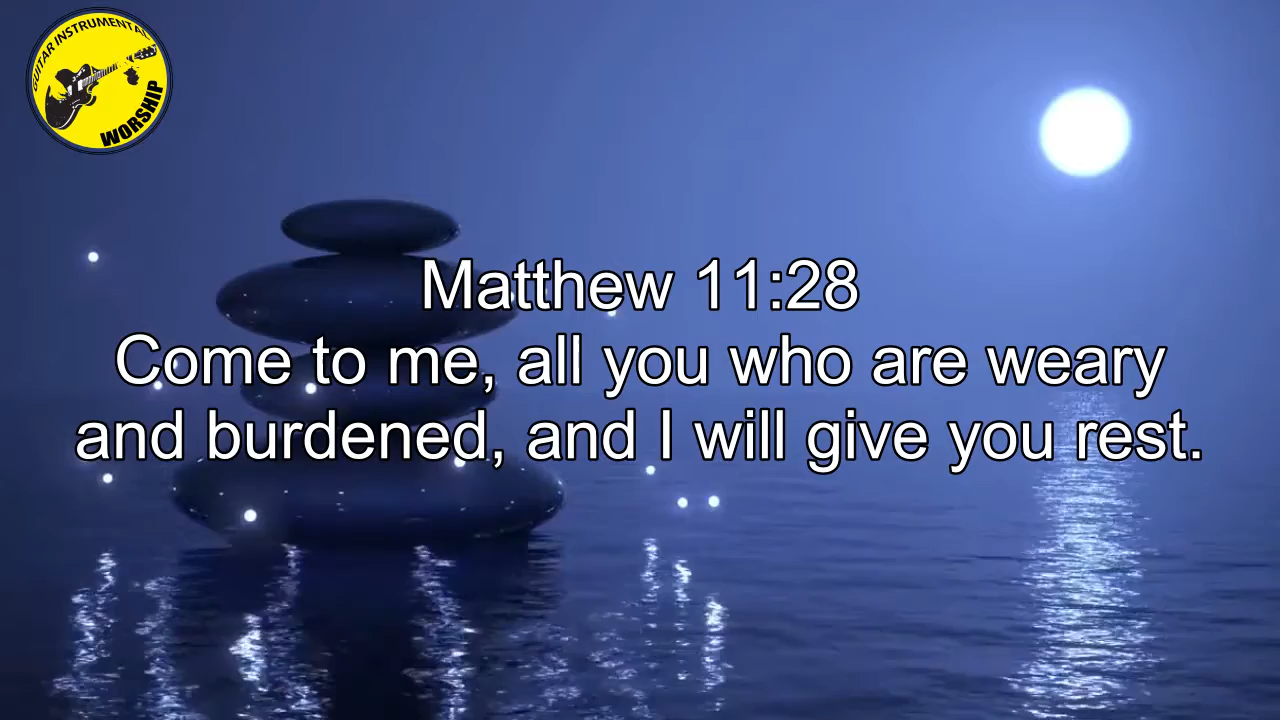 GUITAR INSTRUMENTAL
WORSHIP
Matthew 11:28
Come to me, all you who are weary
and burdened, and I will give you rest.